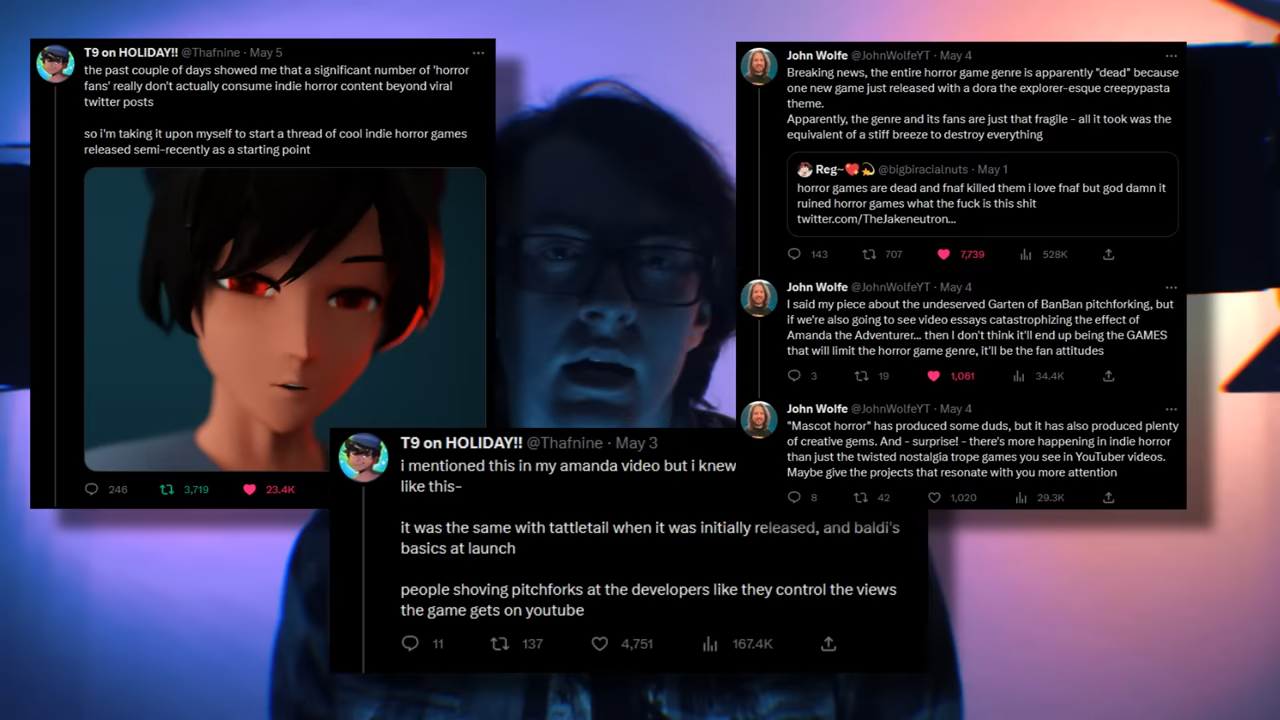 T9 on HOLIDAY!! @Thafnine · May 5
the past couple of days showed me that a significant number of 'horror
fans' really don't actually consume indie horror content beyond viral
twitter posts
so i'm taking it upon myself to start a thread of cool indie horror games
released semi-recently as a starting point
246 3,719 23.4K
T9 on HOLIDAY!! @Thafnine · May 3
i mentioned this in my amanda video but i knew
like this-
it was the same with tattletail when it was initially released, and baldi's
basics at launch
people shoving pitchforks at the developers like they control the views
the game gets on youtube
11 137 4,751 167.4K
John Wolfe @JohnWolfeYT · May 4
Breaking news, the entire horror game genre is apparently "dead" because
one new game just released with a dora the explorer-esque creepypasta
theme.
Apparently, the genre and its fans are just that fragile - all it took was the
equivalent of a stiff breeze to destroy everything
Reg~❤️💫 @bigbiracialnuts · May 1
horror games are dead and fnaf killed them i love fnaf but god damn it
ruined horror games what the fuck is this shit
twitter.com/TheJakeneutron...
143 707 7,739 528K
John Wolfe @JohnWolfeYT · May 4
I said my piece about the undeserved Garten of BanBan pitchforking, but
if we're also going to see video essays catastrophizing the effect of
Amanda the Adventurer... then I don't think it'll end up being the GAMES
that will limit the horror game genre, it'll be the fan attitudes
3 19 1,061 34.4K
John Wolfe @JohnWolfeYT · May 4
"Mascot horror" has produced some duds, but it has also produced plenty
of creative gems. And - surprise! - there's more happening in indie horror
than just the twisted nostalgia trope games you see in YouTuber videos.
Maybe give the projects that resonate with you more attention
8 42 1,020 29.3K